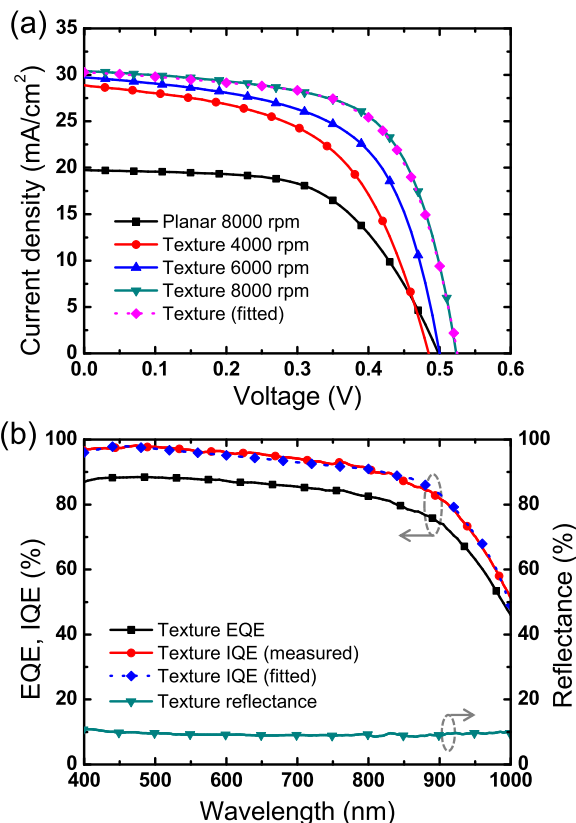 (a)
35
30
25
20
15
10
5
0
Current density (mA/cm²)
Planar 8000 rpm
Texture 4000 rpm
Texture 6000 rpm
Texture 8000 rpm
Texture (fitted)
0.0 0.1 0.2 0.3 0.4 0.5 0.6
Voltage (V)
(b)
100 100
80 80
60 60
40 40
20 20
0 0
EQE, IQE (%)
Reflectance (%)
Texture EQE
Texture IQE (measured)
Texture IQE (fitted)
Texture reflectance
400 500 600 700 800 900 1000
Wavelength (nm)